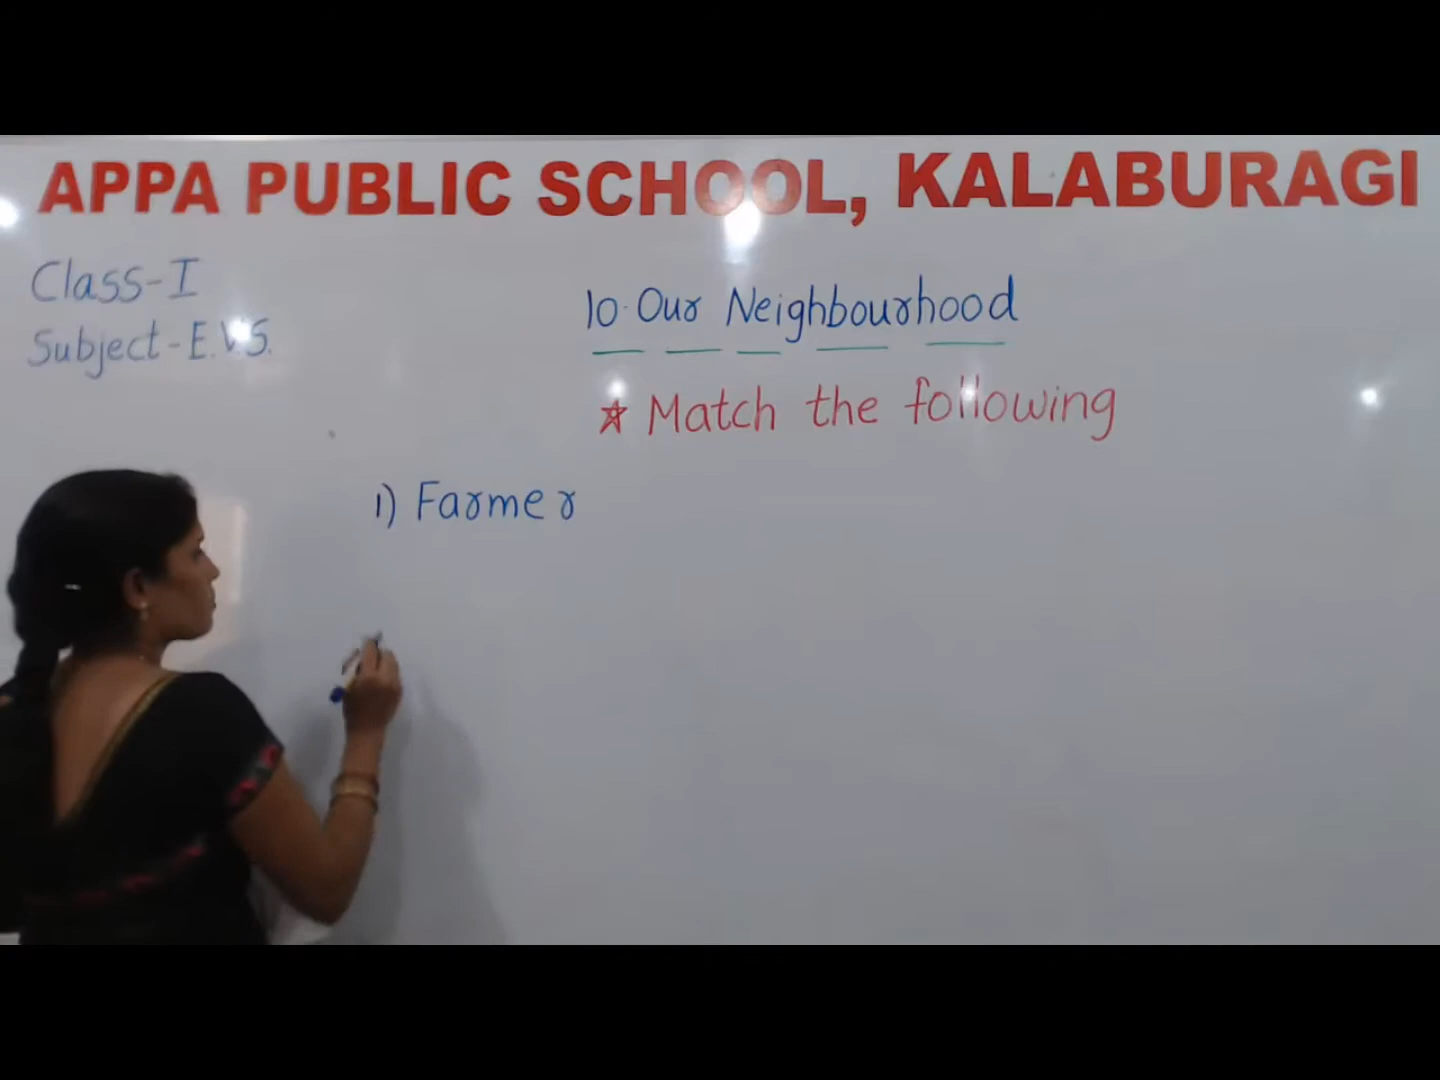 APPA PUBLIC SCHOOL, KALABURAGI
Class-I
Subject-E.V.S.
10. Our Neighbourhood
☆ Match the following
1) Farmer